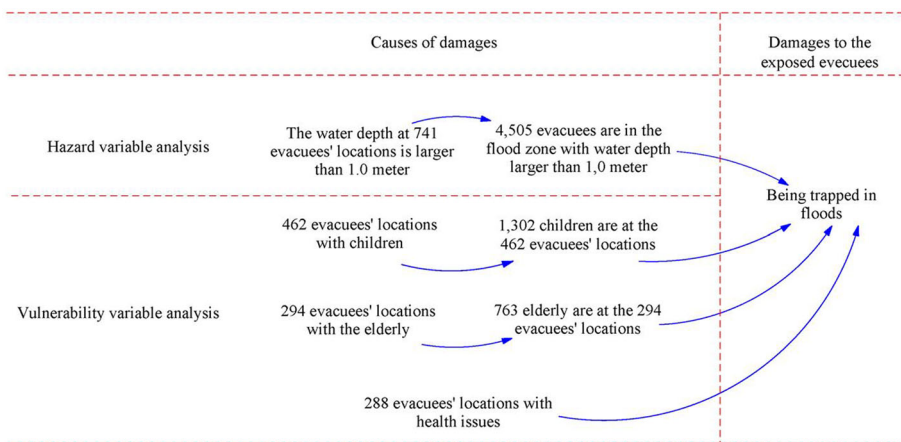 Causes of damages
Damages to the
exposed evecuees
Hazard variable analysis
The water depth at 741
evacuees' locations is larger
than 1.0 meter
4,505 evacuees are in the
flood zone with water depth
larger than 1,0 meter
Being trapped in
floods
462 evacuees' locations
with children
1,302 children are at the
462 evacuees' locations
Vulnerability variable analysis
294 evacuees' locations
with the elderly
763 elderly are at the 294
evacuees' locations
288 evacuees' locations with
health issues